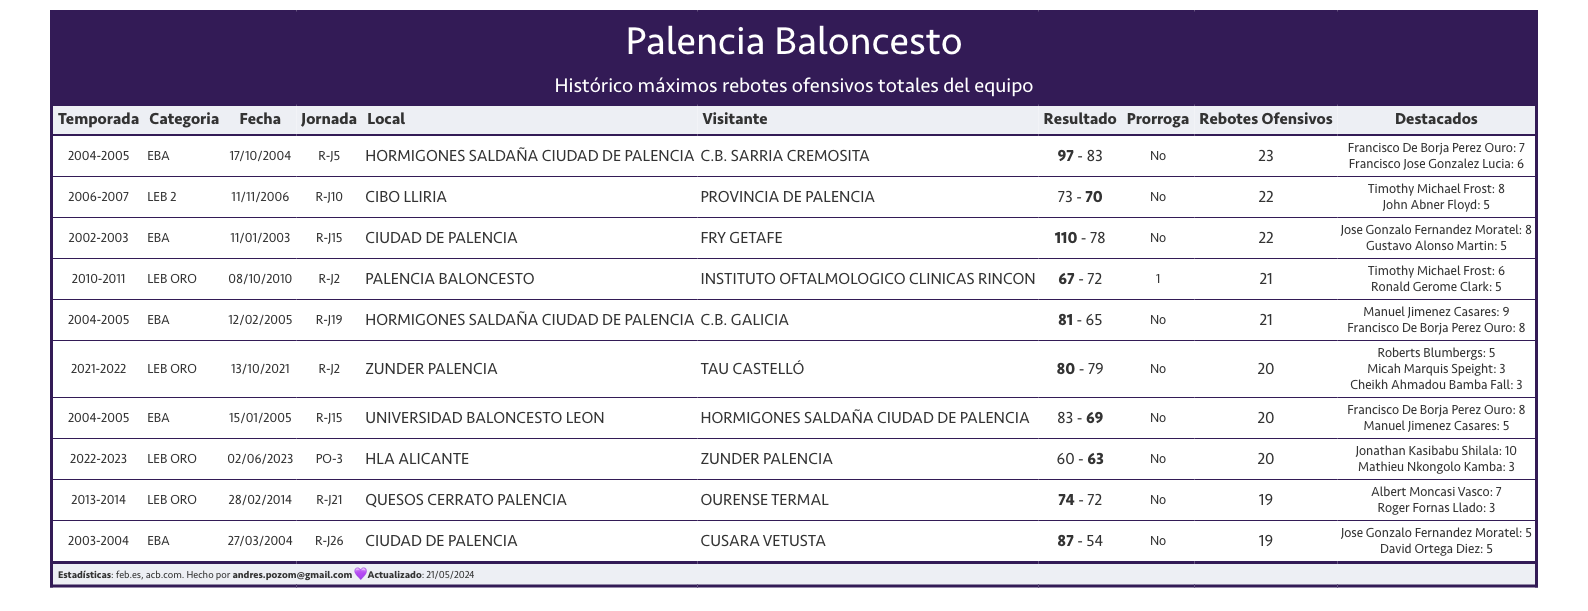 Palencia Baloncesto
Histórico máximos rebotes ofensivos totales del equipo
Temporada Categoria Fecha Jornada Local Visitante Resultado Prorroga Rebotes Ofensivos Destacados
2004-2005 EBA 17/10/2004 R-J5 HORMIGONES SALDAÑA CIUDAD DE PALENCIA C.B. SARRIA CREMOSITA 97 - 83 No 23 Francisco De Borja Perez Ouro: 7
Francisco Jose Gonzalez Lucia: 6
2006-2007 LEB 2 11/11/2006 R-J10 CIBO LLIRIA PROVINCIA DE PALENCIA 73 - 70 No 22 Timothy Michael Frost: 8
John Abner Floyd: 5
2002-2003 EBA 11/01/2003 R-J15 CIUDAD DE PALENCIA FRY GETAFE 110 - 78 No 22 Jose Gonzalo Fernandez Moratel: 8
Gustavo Alonso Martin: 5
2010-2011 LEB ORO 08/10/2010 R-J2 PALENCIA BALONCESTO INSTITUTO OFTALMOLOGICO CLINICAS RINCON 67 - 72 1 21 Timothy Michael Frost: 6
Ronald Gerome Clark: 5
2004-2005 EBA 12/02/2005 R-J19 HORMIGONES SALDAÑA CIUDAD DE PALENCIA C.B. GALICIA 81 - 65 No 21 Manuel Jimenez Casares: 9
Francisco De Borja Perez Ouro: 8
2021-2022 LEB ORO 13/10/2021 R-J2 ZUNDER PALENCIA TAU CASTELLÓ 80 - 79 No 20 Roberts Blumbergs: 5
Micah Marquis Speight: 3
Cheikh Ahmadou Bamba Fall: 3
2004-2005 EBA 15/01/2005 R-J15 UNIVERSIDAD BALONCESTO LEON HORMIGONES SALDAÑA CIUDAD DE PALENCIA 83 - 69 No 20 Francisco De Borja Perez Ouro: 8
Manuel Jimenez Casares: 5
2022-2023 LEB ORO 02/06/2023 PO-3 HLA ALICANTE ZUNDER PALENCIA 60 - 63 No 20 Jonathan Kasibabu Shilala: 10
Mathieu Nkongolo Kamba: 3
2013-2014 LEB ORO 28/02/2014 R-J21 QUESOS CERRATO PALENCIA OURENSE TERMAL 74 - 72 No 19 Albert Moncasi Vasco: 7
Roger Fornas Llado: 3
2003-2004 EBA 27/03/2004 R-J26 CIUDAD DE PALENCIA CUSARA VETUSTA 87 - 54 No 19 Jose Gonzalo Fernandez Moratel: 5
David Ortega Diez: 5
Estadísticas: feb.es, acb.com. Hecho por andres.pozom@gmail.com 💜Actualizado: 21/05/2024